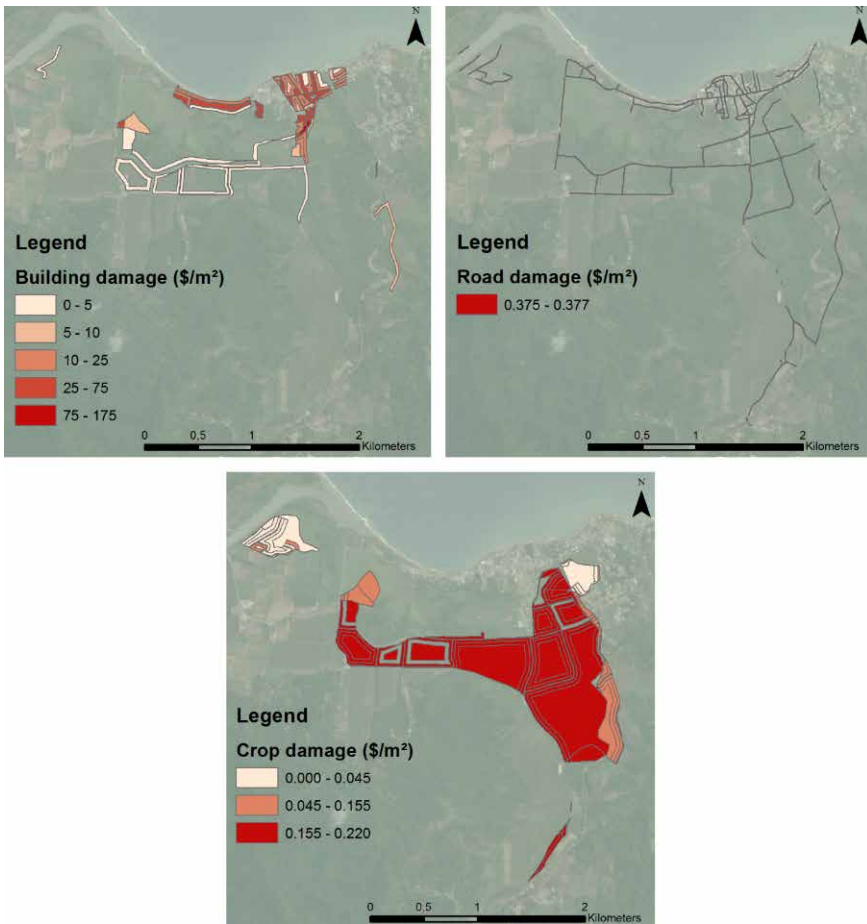 N
Legend
Building damage ($/m²)
0 - 5
5 - 10
10 - 25
25 - 75
75 - 175
0 0,5 1 2
Kilometers
N
Legend
Road damage ($/m²)
0.375 - 0.377
0 0,5 1 2
Kilometers
N
Legend
Crop damage ($/m²)
0.000 - 0.045
0.045 - 0.155
0.155 - 0.220
0 0,5 1 2
Kilometers